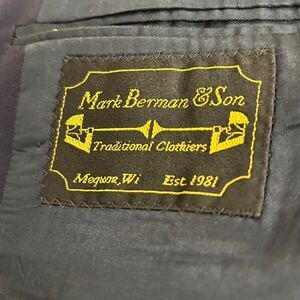 Mark Berman & Son
Traditional Clothiers
Mequon, Wi Est. 1981